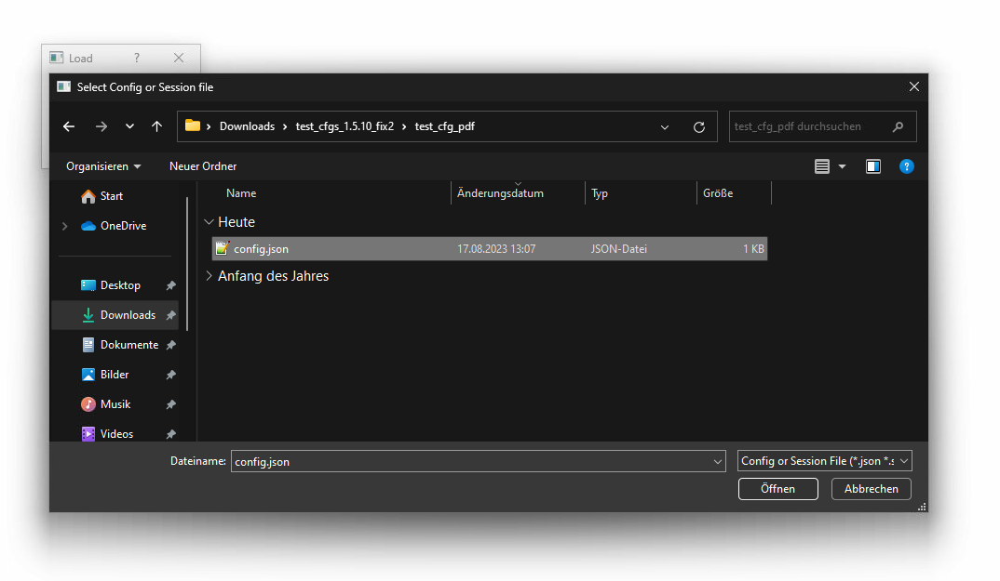 Load ?
Select Config or Session file
Downloads test_cfgs_1.5.10_fix2 test_cfg_pdf
test_cfg_pdf durchsuchen
Organisieren Neuer Ordner ?
Start
OneDrive
Desktop
Downloads
Dokumente
Bilder
Musik
Videos
Name Änderungsdatum Typ Größe
Heute
config.json 17.08.2023 13:07 JSON-Datei 1 KB
Anfang des Jahres
Dateiname: config.json Config or Session File (*.json *.s
Öffnen Abbrechen